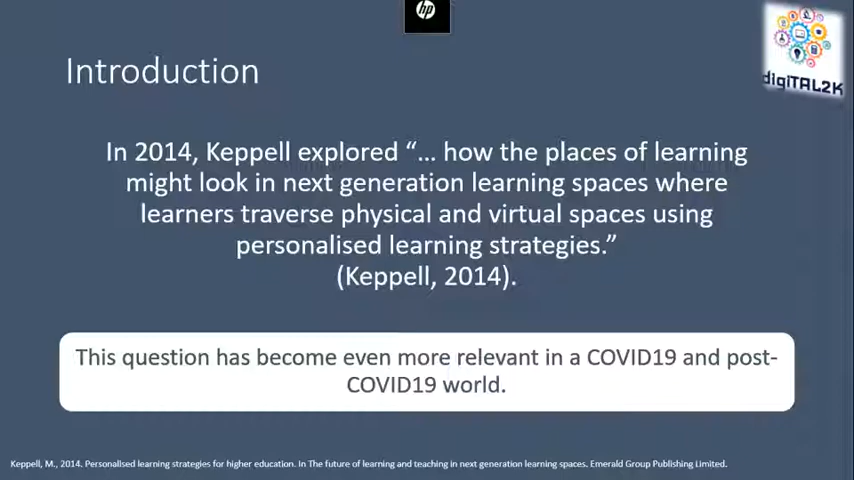 hp
digiTAL2K
Introduction
In 2014, Keppell explored “... how the places of learning
might look in next generation learning spaces where
learners traverse physical and virtual spaces using
personalised learning strategies.”
(Keppell, 2014).
This question has become even more relevant in a COVID19 and post-
COVID19 world.
Keppell, M., 2014. Personalised learning strategies for higher education. In The future of learning and teaching in next generation learning spaces. Emerald Group Publishing Limited.